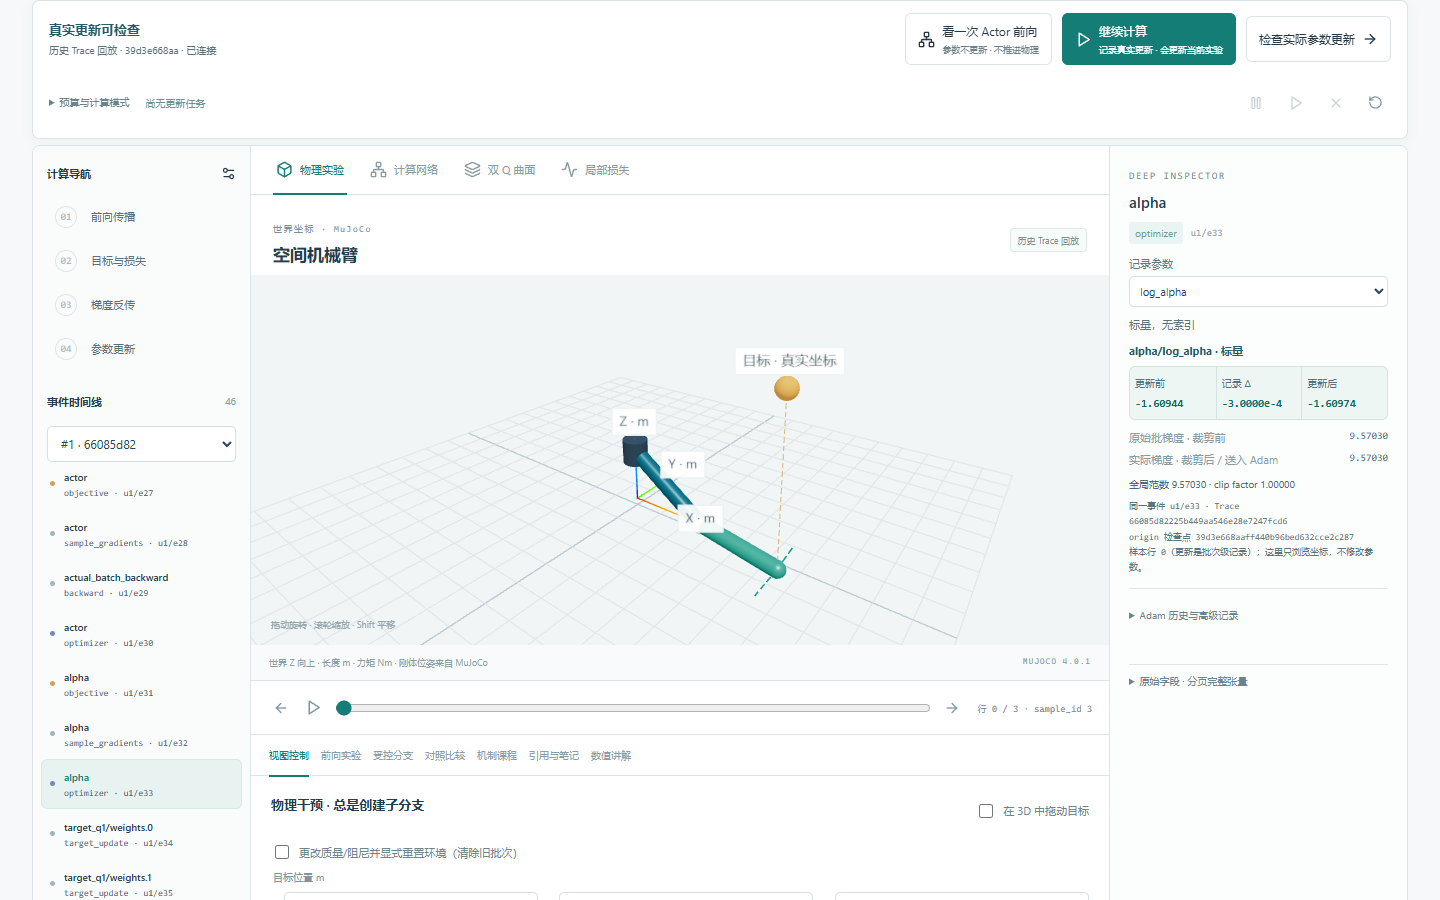 真实更新可检查
历史 Trace 回放 · 39d3e668aa · 已连接
看一次 Actor 前向
参数不更新 · 不推进物理
继续计算
记录真实更新 · 会更新当前实验
检查实际参数更新
预算与计算模式
尚无更新任务
计算导航
01 前向传播
02 目标与损失
03 梯度反传
04 参数更新
事件时间线 46
#1 · 66085d82
actor
objective · u1/e27
actor
sample_gradients · u1/e28
actual_batch_backward
backward · u1/e29
actor
optimizer · u1/e30
alpha
objective · u1/e31
alpha
sample_gradients · u1/e32
alpha
optimizer · u1/e33
target_q1/weights.0
target_update · u1/e34
target_q1/weights.1
target_update · u1/e35
物理实验
计算网络
双 Q 曲面
局部损失
世界坐标 · MuJoCo
空间机械臂
历史 Trace 回放
目标 · 真实坐标
Z · m
Y · m
X · m
拖动旋转 · 滚轮缩放 · Shift 平移
世界 Z 向上 · 长度 m · 力矩 Nm · 刚体位姿来自 MuJoCo
MUJOCO 4.0.1
行 0 / 3 · sample_id 3
视图控制
前向实验
受控分支
对照比较
机制课程
引用与笔记
数值讲解
物理干预 · 总是创建子分支
在 3D 中拖动目标
更改质量/阻尼并显式重置环境（清除旧批次）
目标位置 m
DEEP INSPECTOR
alpha
optimizer u1/e33
记录参数
log_alpha
标量，无索引
alpha/log_alpha · 标量
更新前 记录 Δ 更新后
-1.60944 -3.0000e-4 -1.60974
原始批梯度 · 裁剪前 9.57030
实际梯度 · 裁剪后 / 送入 Adam 9.57030
全局范数 9.57030 · clip factor 1.00000
同一事件 u1/e33 · Trace
66085d82225b449aa546e28e7247fcd6
origin 检查点 39d3e668aaff440b96bed632cce2c287
样本行 0（更新是批次级记录）；这里只浏览坐标，不修改参
数。
Adam 历史与高级记录
原始字段 · 分页完整张量